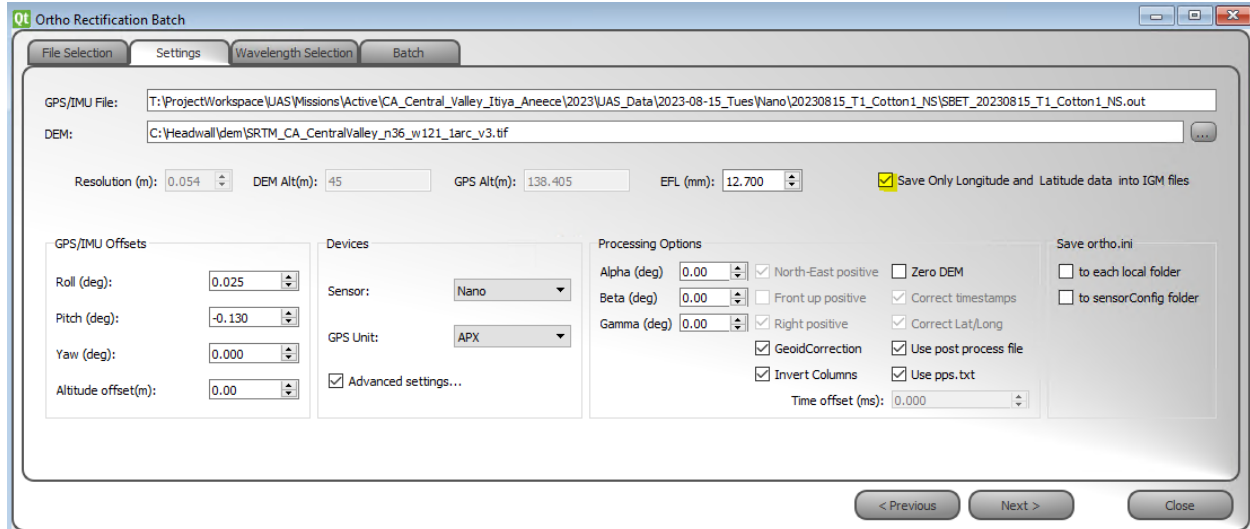 Qt Ortho Rectification Batch
File Selection Settings Wavelength Selection Batch
GPS/IMU File: T:\ProjectWorkspace\UAS\Missions\Active\CA_Central_Valley_Itiya_Aneece\2023\UAS_Data\2023-08-15_Tues\Nano\20230815_T1_Cotton1_NS\SBET_20230815_T1_Cotton1_NS.out
DEM: C:\Headwall\dem\SRTM_CA_CentralValley_n36_w121_1arc_v3.tif ...
Resolution (m): 0.054 DEM Alt(m): 45 GPS Alt(m): 138.405 EFL (mm): 12.700 Save Only Longitude and Latitude data into IGM files
GPS/IMU Offsets Devices Processing Options Save ortho.ini
Roll (deg): 0.025 Sensor: Nano Alpha (deg) 0.00 North-East positive Zero DEM to each local folder
Pitch (deg): -0.130 Beta (deg) 0.00 Front up positive Correct timestamps to sensorConfig folder
Yaw (deg): 0.000 GPS Unit: APX Gamma (deg) 0.00 Right positive Correct Lat/Long
GeoidCorrection Use post process file
Altitude offset(m): 0.00 Advanced settings... Invert Columns Use pps.txt
Time offset (ms): 0.000
< Previous Next > Close